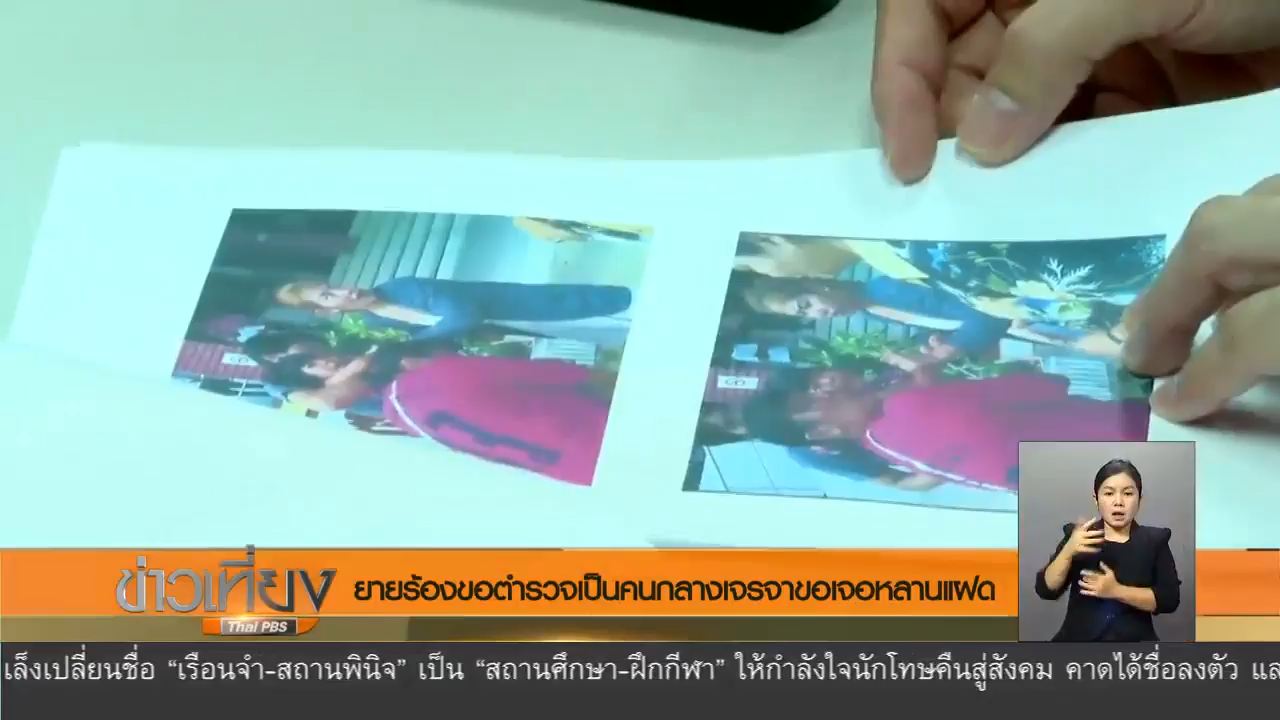 ข่าวเที่ยง
Thai PBS
ยายร้องขอตำรวจเป็นคนกลางเจรจาขอเจอหลานแฝด
เล็งเปลี่ยนชื่อ “เรือนจำ-สถานพินิจ” เป็น “สถานศึกษา-ฝึกกีฬา” ให้กำลังใจนักโทษคืนสู่สังคม คาดได้ชื่อลงตัว แล